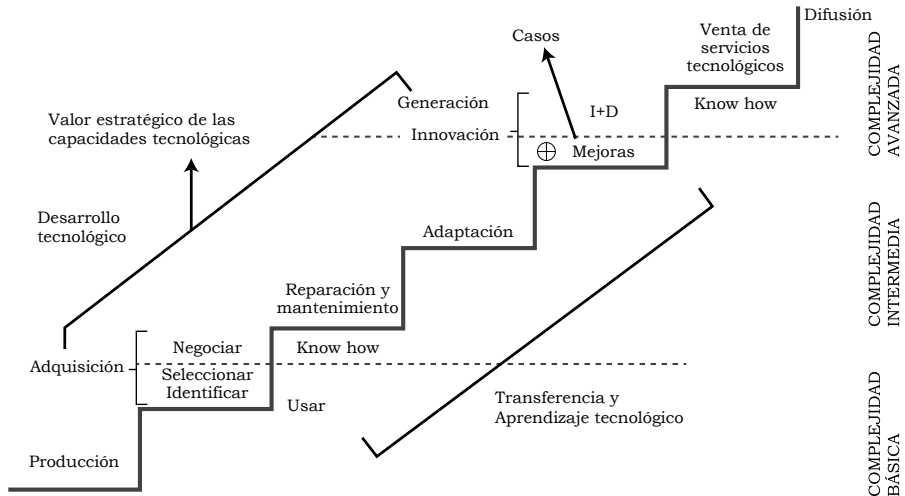 Difusión
Venta de
servicios
tecnológicos
Casos
COMPLEJIDAD
AVANZADA
Generación
Know how
I+D
Valor estratégico de las
capacidades tecnológicas
Innovación
Mejoras
Desarrollo
tecnológico
Adaptación
COMPLEJIDAD
INTERMEDIA
Reparación y
mantenimiento
Negociar
Know how
Adquisición
Seleccionar
Identificar
Usar
Transferencia y
Aprendizaje tecnológico
COMPLEJIDAD
BÁSICA
Producción